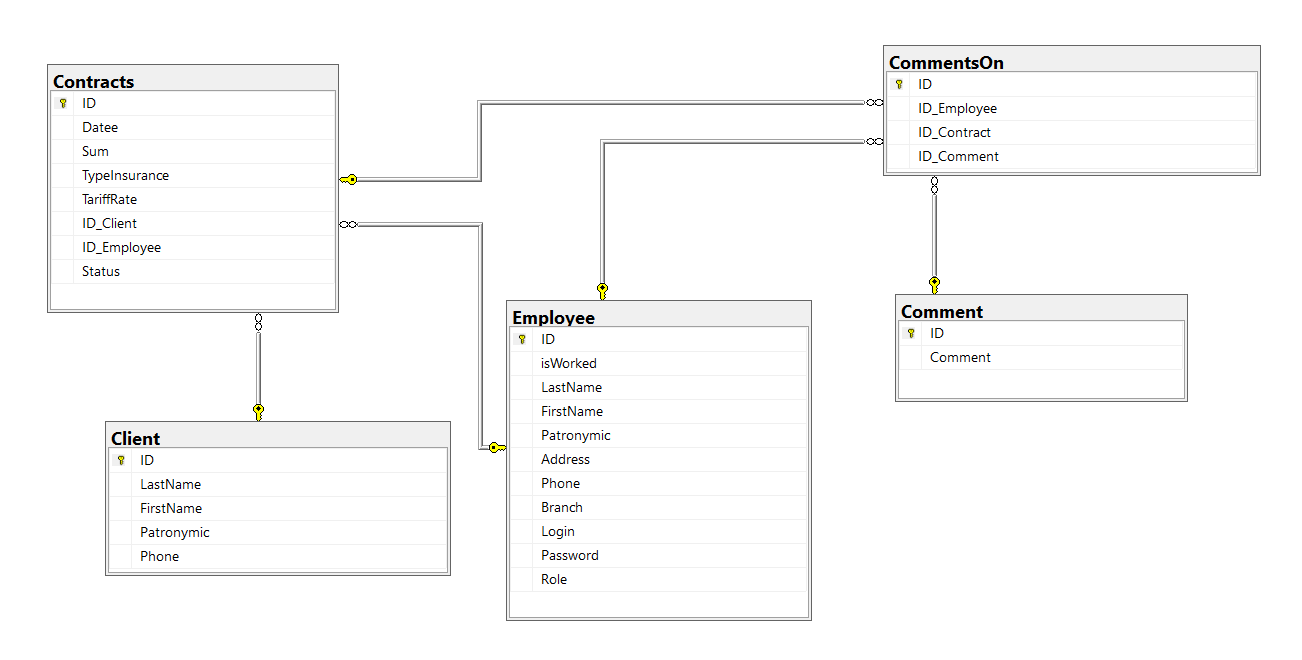 Contracts
ID
Datee
Sum
TypeInsurance
TariffRate
ID_Client
ID_Employee
Status
CommentsOn
ID
ID_Employee
ID_Contract
ID_Comment
Employee
ID
isWorked
LastName
FirstName
Patronymic
Address
Phone
Branch
Login
Password
Role
Comment
ID
Comment
Client
ID
LastName
FirstName
Patronymic
Phone